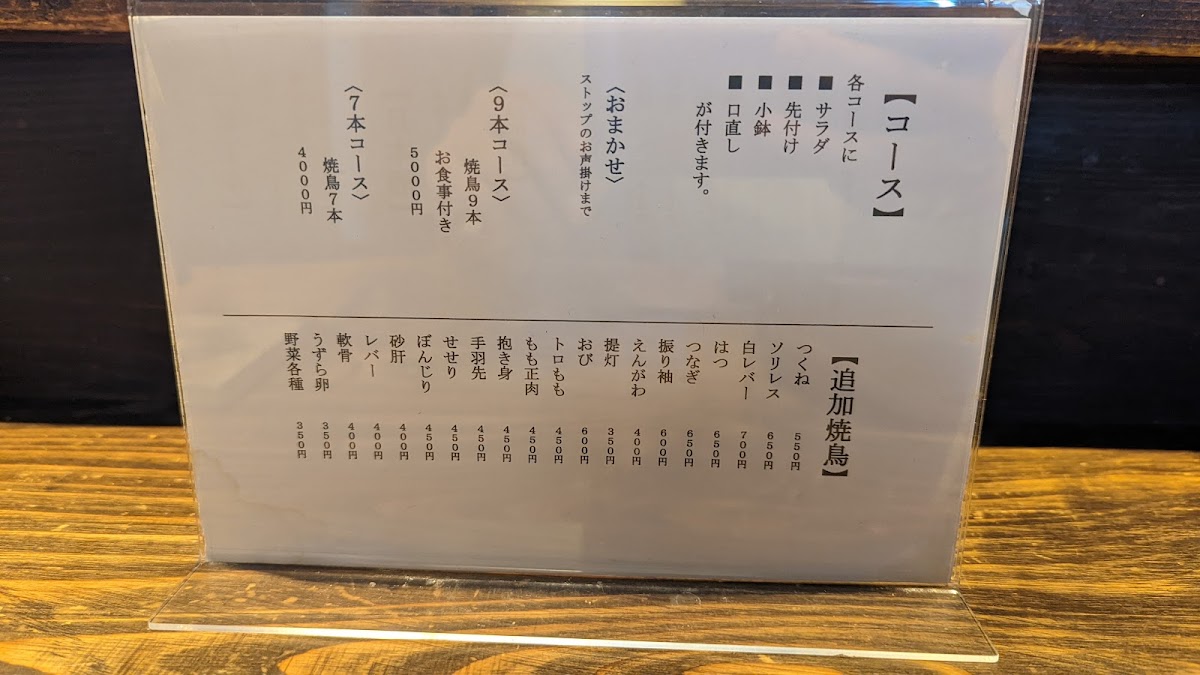 【コース】
各コースに
■ サラダ
■ 先付け
■ 小鉢
■ 口直し
が付きます。
〈おまかせ〉
ストップのお声掛けまで
〈9本コース〉
焼鳥9本
お食事付き
5000円
〈7本コース〉
焼鳥7本
4000円
【追加焼鳥】
つくね 550円
ソリレス 650円
白レバー 700円
はつ 650円
つなぎ 650円
振り袖 600円
えんがわ 400円
提灯 350円
おび 600円
トロもも 450円
もも正肉 450円
抱き身 450円
手羽先 450円
せせり 450円
ぼんじり 450円
砂肝 400円
レバー 400円
軟骨 400円
うずら卵 350円
野菜各種 350円